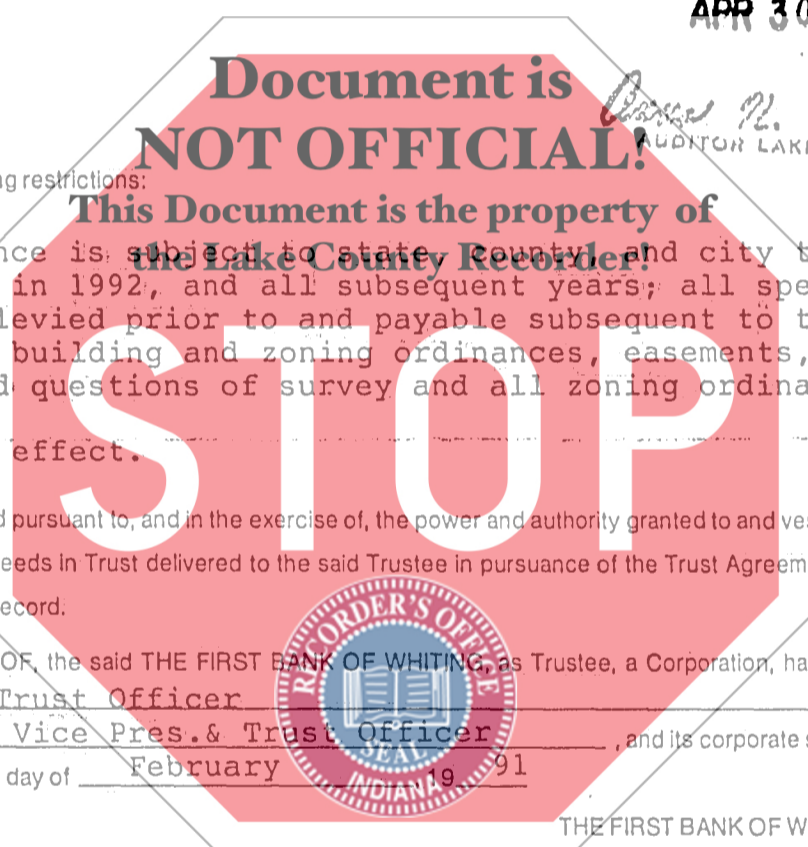 APR 30
Document is
NOT OFFICIAL!
AUDITOR LAKE
ng restrictions:
This Document is the property of
the Lake County Recorder!
nce is subject to state, county, and city t
in 1992, and all subsequent years; all spe
levied prior to and payable subsequent to t
building and zoning ordinances, easements,
d questions of survey and all zoning ordina
effect.
STOP
d pursuant to, and in the exercise of, the power and authority granted to and ves
eeds in Trust delivered to the said Trustee in pursuance of the Trust Agreem
ecord.
OF, the said THE FIRST BANK OF WHITING, as Trustee, a Corporation, ha
Trust Officer
Vice Pres.& Trust Officer , and its corporate s
day of February 19 91
RECORDER'S OFFICE
SEAL
INDIANA
THE FIRST BANK OF W